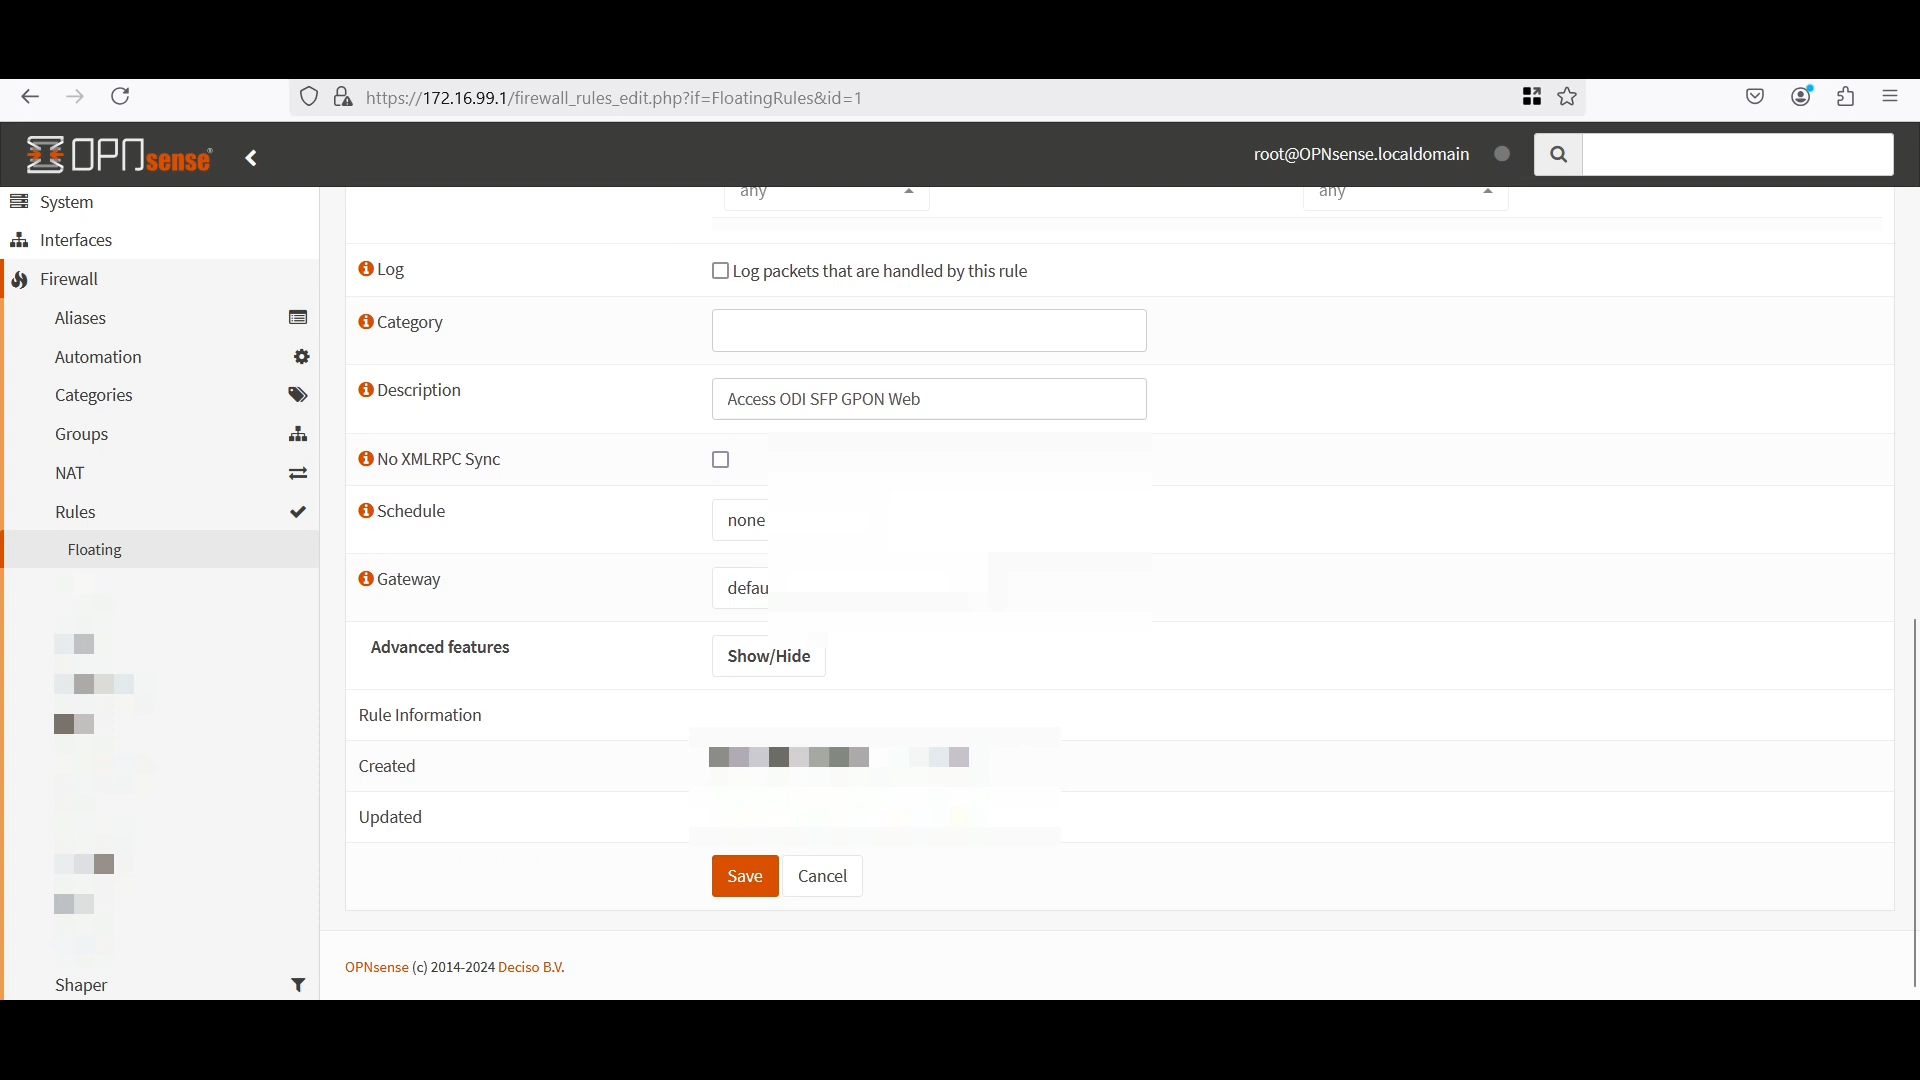 https://172.16.99.1/firewall_rules_edit.php?if=FloatingRules&id=1
OPNsense®
root@OPNsense.localdomain
System
Interfaces
Firewall
Aliases
Automation
Categories
Groups
NAT
Rules
Floating
Shaper
any any
Log
Log packets that are handled by this rule
Category
Description
Access ODI SFP GPON Web
No XMLRPC Sync
Schedule
none
Gateway
defau
Advanced features
Show/Hide
Rule Information
Created
Updated
Save Cancel
OPNsense (c) 2014-2024 Deciso B.V.